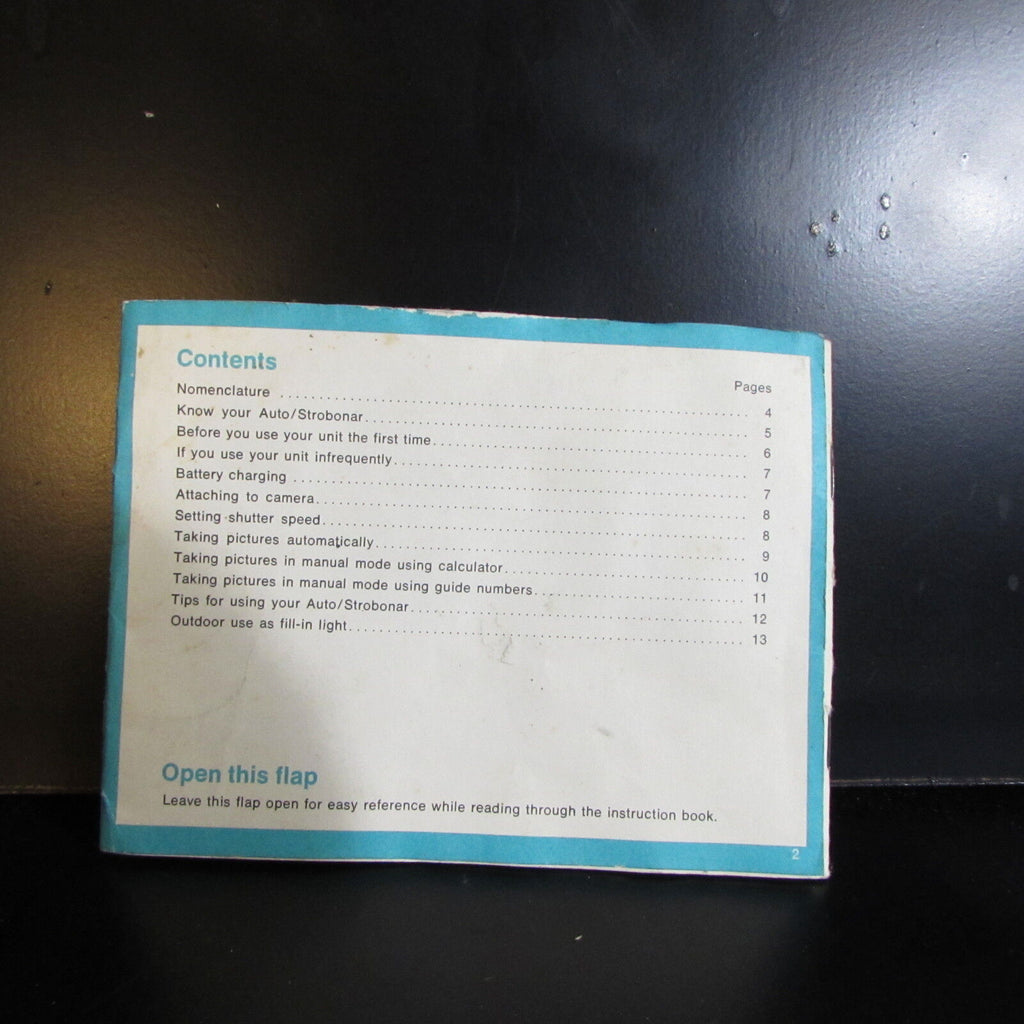 Contents
Pages
Nomenclature 4
Know your Auto/Strobonar 5
Before you use your unit the first time 6
If you use your unit infrequently 7
Battery charging 7
Attaching to camera 8
Setting shutter speed 8
Taking pictures automatically 9
Taking pictures in manual mode using calculator 10
Taking pictures in manual mode using guide numbers 11
Tips for using your Auto/Strobonar 12
Outdoor use as fill-in light 13
Open this flap
Leave this flap open for easy reference while reading through the instruction book.
2